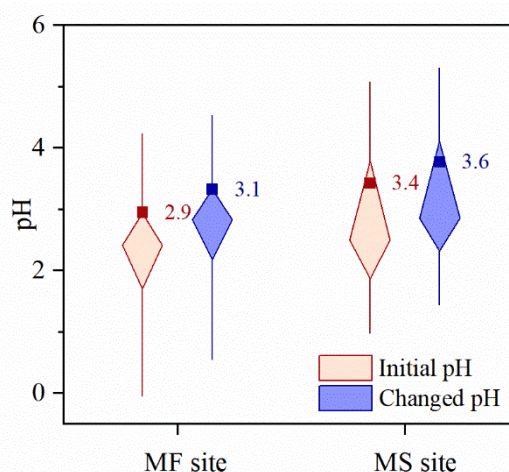 6
4
2
0
pH
2.9
3.1
3.4
3.6
Initial pH
Changed pH
MF site
MS site